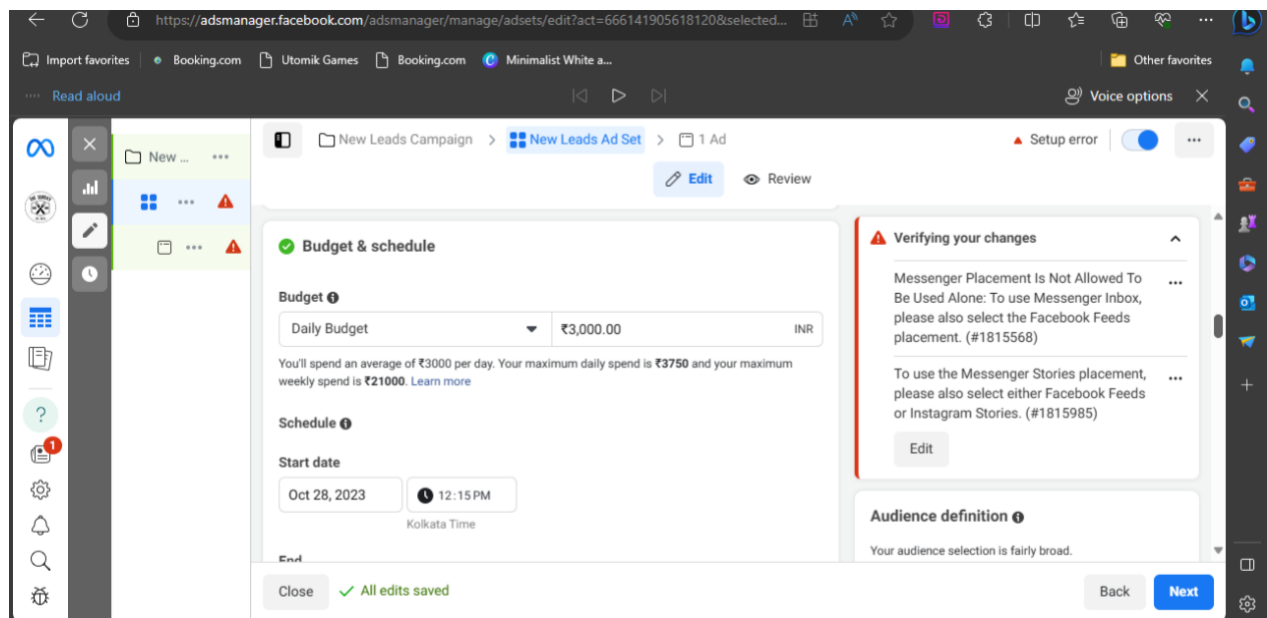 https://adsmanager.facebook.com/adsmanager/manage/adsets/edit?act=666141905618120&selected...
Import favorites
Booking.com
Utomik Games
Booking.com
Minimalist White a...
Other favorites
Read aloud
Voice options
New ...
New Leads Campaign > New Leads Ad Set > 1 Ad
Setup error
Edit
Review
Budget & schedule
Budget
Daily Budget
₹3,000.00
INR
You'll spend an average of ₹3000 per day. Your maximum daily spend is ₹3750 and your maximum
weekly spend is ₹21000. Learn more
Schedule
Start date
Oct 28, 2023
12:15 PM
Kolkata Time
End
Verifying your changes
Messenger Placement Is Not Allowed To
Be Used Alone: To use Messenger Inbox,
please also select the Facebook Feeds
placement. (#1815568)
To use the Messenger Stories placement,
please also select either Facebook Feeds
or Instagram Stories. (#1815985)
Edit
Audience definition
Your audience selection is fairly broad.
?
1
Close
All edits saved
Back
Next